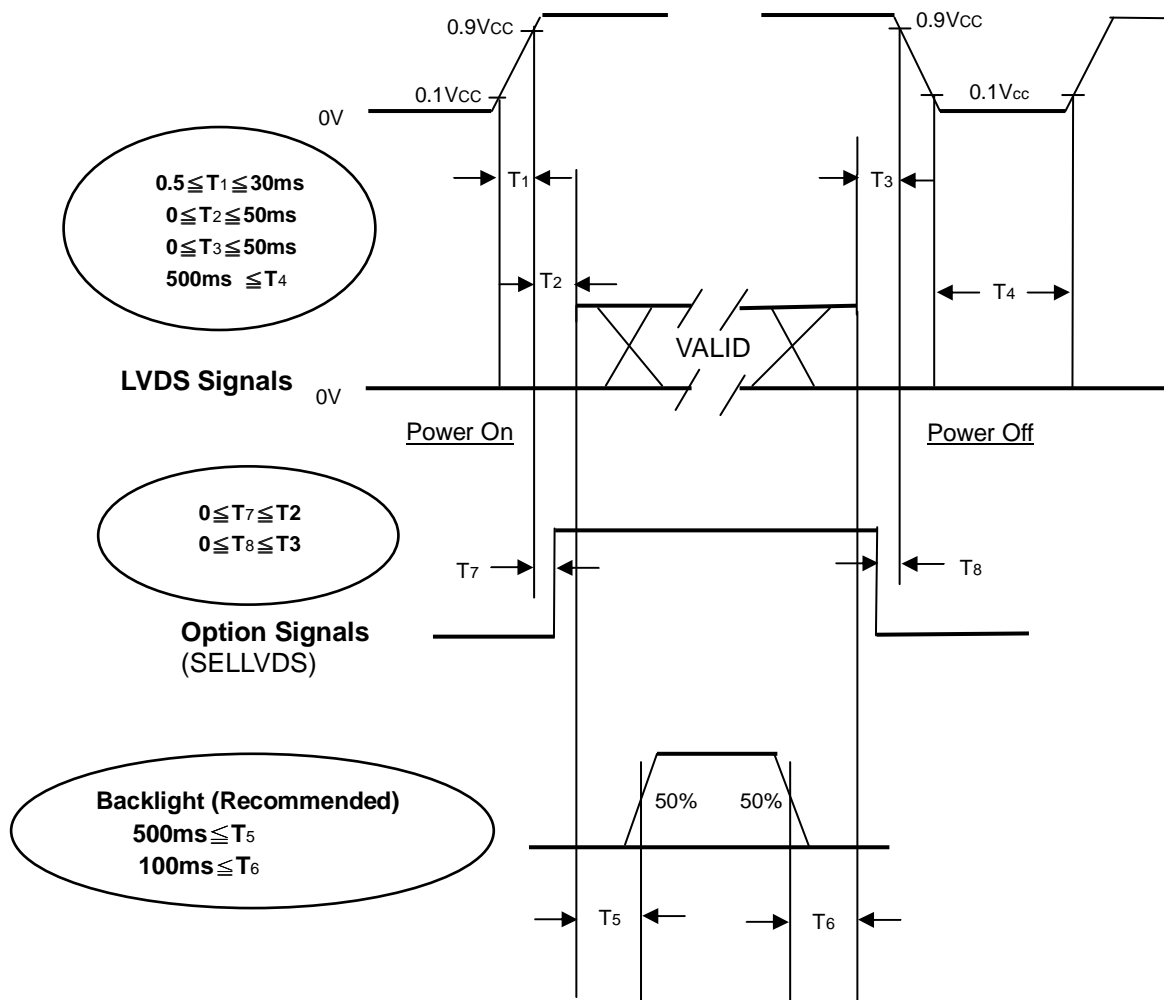 0.9VCC
0.9VCC
0.1VCC
0.1Vcc
0V
0.5≦T1≦30ms
0≦T2≦50ms
0≦T3≦50ms
500ms ≦T4
T1
T3
T2
T4
VALID
LVDS Signals
0V
Power On
Power Off
0≦T7≦T2
0≦T8≦T3
T7
T8
Option Signals
(SELLVDS)
Backlight (Recommended)
500ms≦T5
100ms≦T6
50%
50%
T5
T6